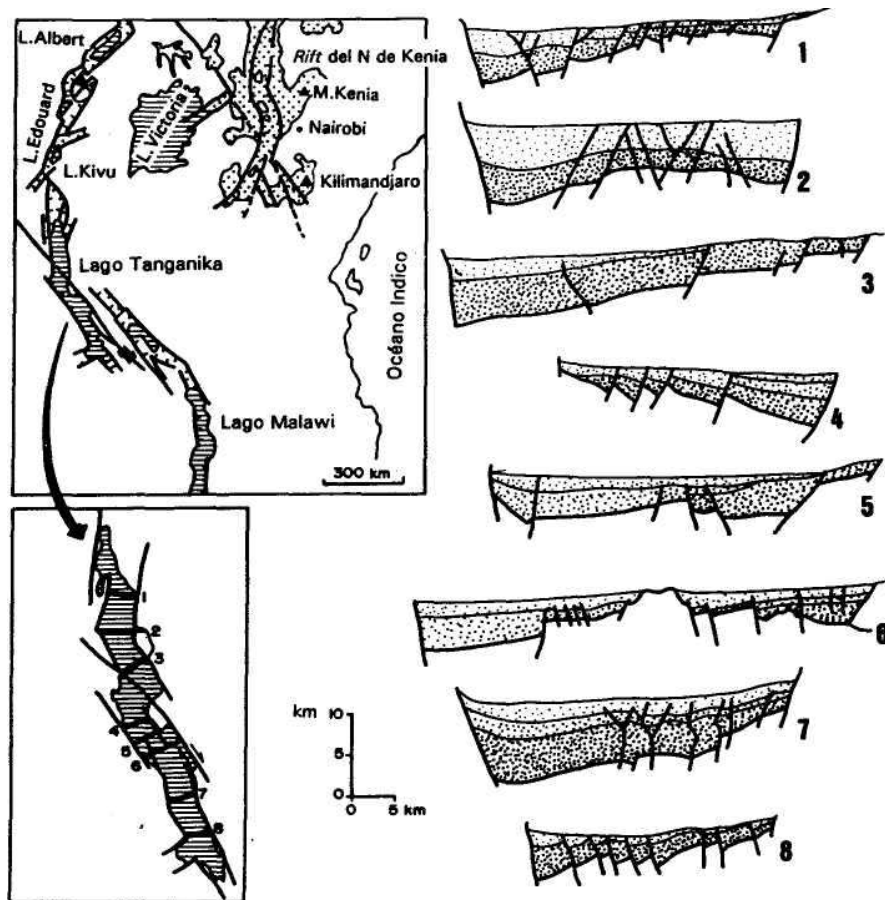 L.Albert
L.Edouard
L.Victoria
Rift del N de Kenia
M.Kenia
Nairobi
L.Kivu
Kilimandjaro
Lago Tanganika
Océano Indico
Lago Malawi
300 km
1
2
3
4
5
6
7
8
km 10
5
0
0 5 km
1
2
3
4
5
6
7
8